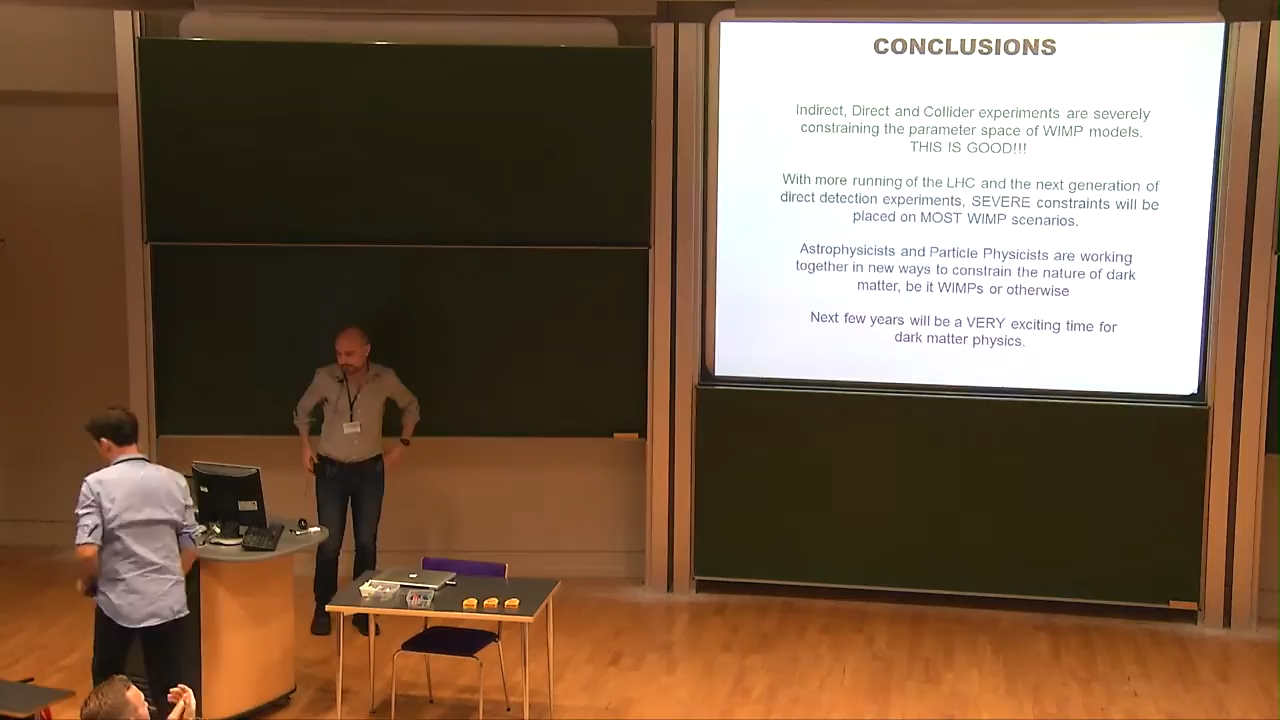 CONCLUSIONS
Indirect, Direct and Collider experiments are severely
constraining the parameter space of WIMP models.
THIS IS GOOD!!!
With more running of the LHC and the next generation of
direct detection experiments, SEVERE constraints will be
placed on MOST WIMP scenarios.
Astrophysicists and Particle Physicists are working
together in new ways to constrain the nature of dark
matter, be it WIMPs or otherwise
Next few years will be a VERY exciting time for
dark matter physics.